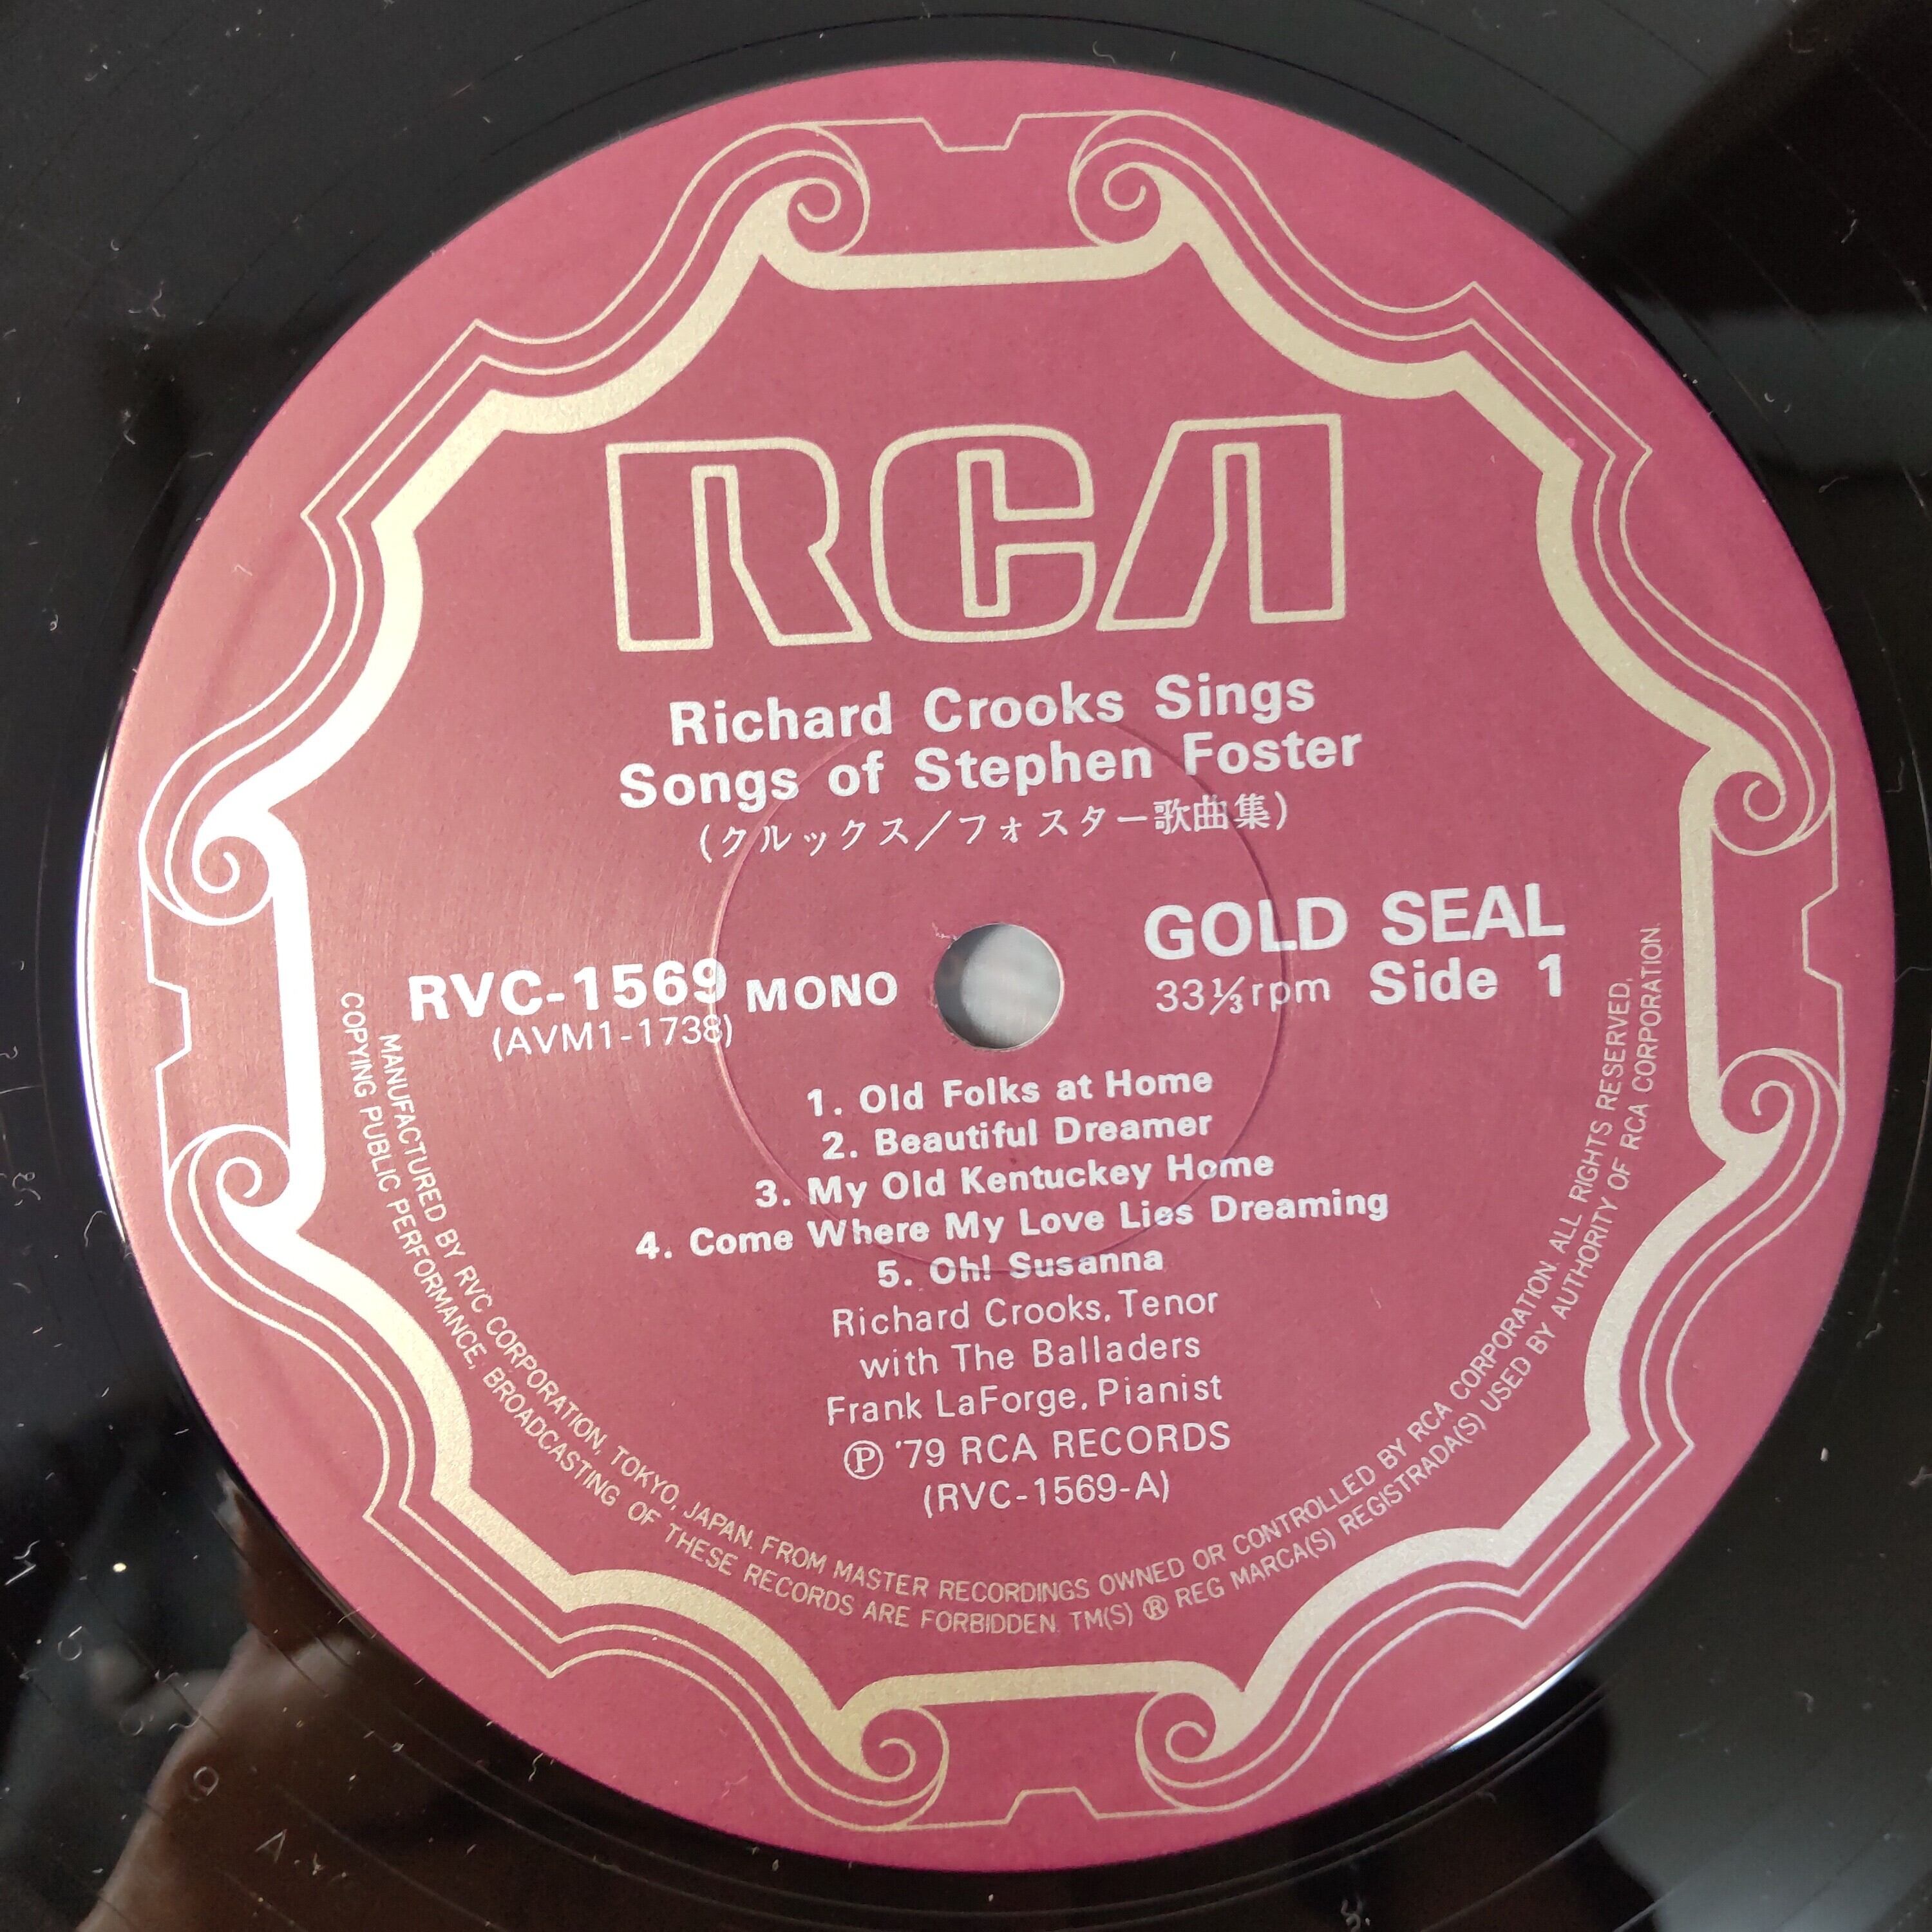 RCA
Richard Crooks Sings
Songs of Stephen Foster
(クルックス／フォスター歌曲集)
GOLD SEAL
RVC-1569 MONO
33⅓rpm Side 1
(AVM1-1738)
1. Old Folks at Home
2. Beautiful Dreamer
3. My Old Kentuckey Home
4. Come Where My Love Lies Dreaming
5. Oh! Susanna
Richard Crooks, Tenor
with The Balladers
Frank LaForge, Pianist
Ⓟ '79 RCA RECORDS
(RVC-1569-A)
MANUFACTURED BY RVC CORPORATION, TOKYO, JAPAN. FROM MASTER RECORDINGS OWNED OR CONTROLLED BY RCA CORPORATION. ALL RIGHTS RESERVED,
COPYING PUBLIC PERFORMANCE, BROADCASTING OF THESE RECORDS ARE FORBIDDEN. TM(S) ® REG MARCA(S) REGISTRADA(S) USED BY AUTHORITY OF RCA CORPORATION